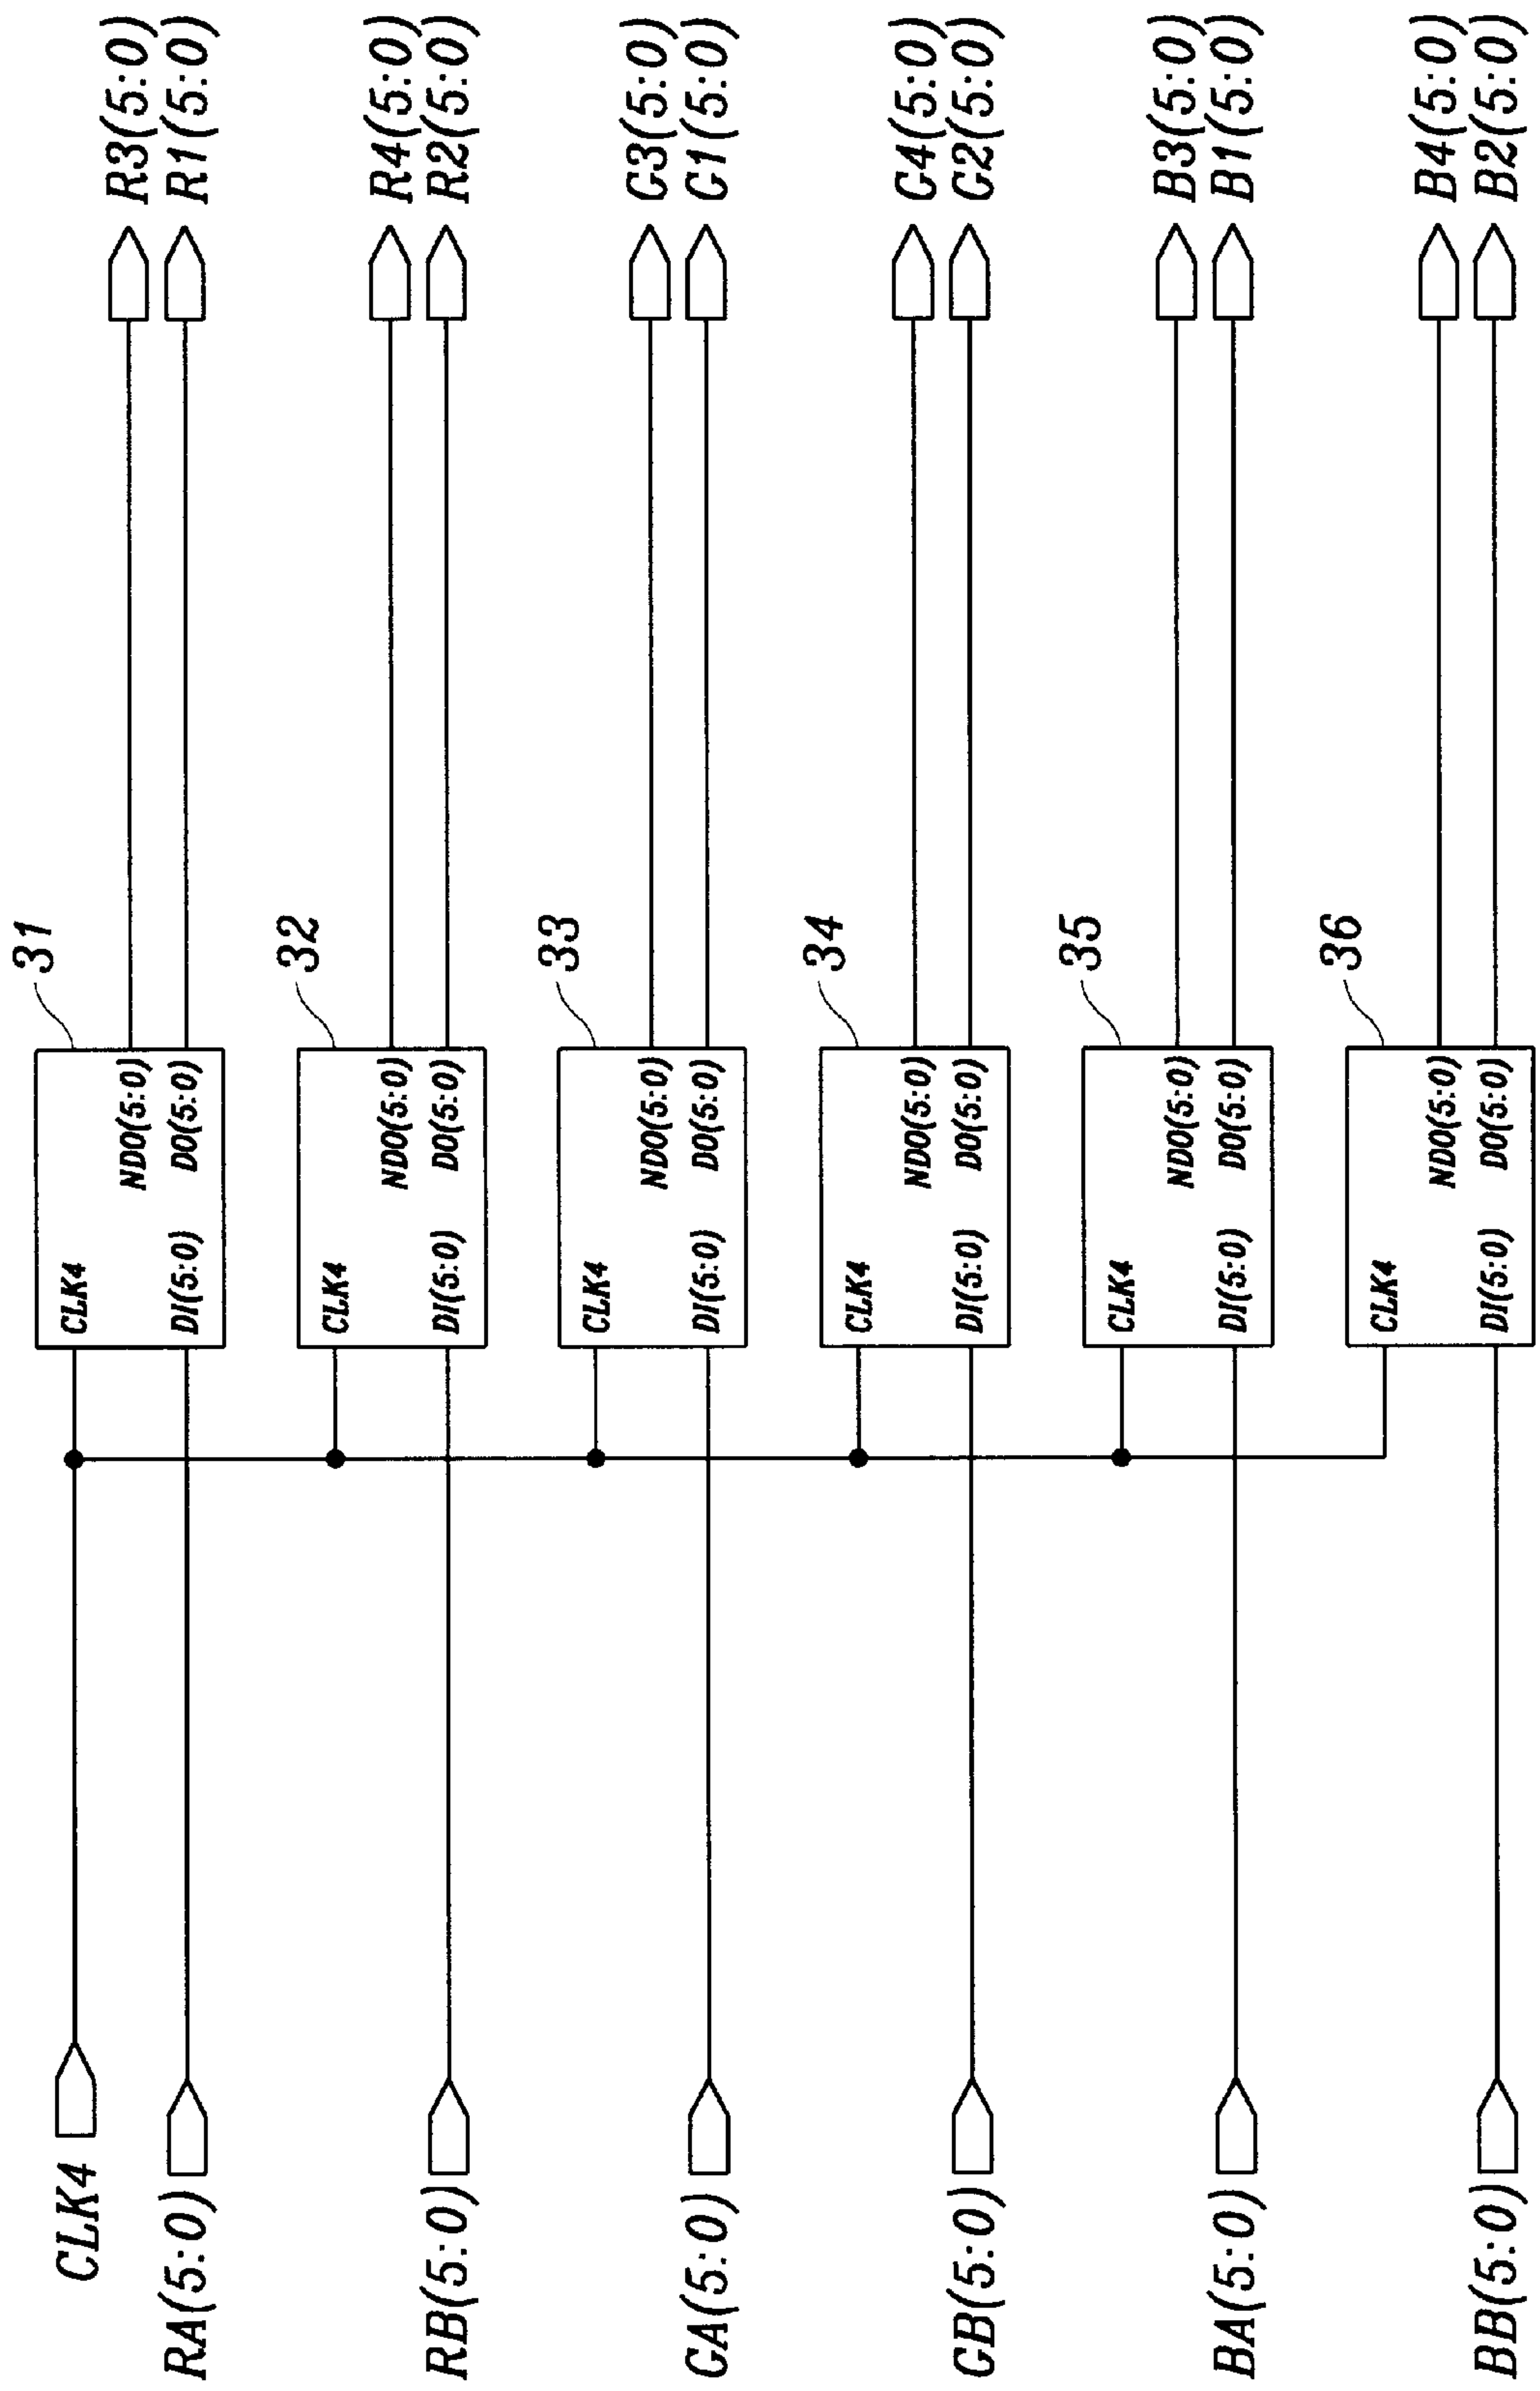 CLK4
RA(5:0)
CLK4
DI(5:0)
NDO(5:0)
DO(5:0)
31
R3(5:0)
R1(5:0)
RB(5:0)
CLK4
DI(5:0)
NDO(5:0)
DO(5:0)
32
R4(5:0)
R2(5:0)
GA(5:0)
CLK4
DI(5:0)
NDO(5:0)
DO(5:0)
33
G3(5:0)
G1(5:0)
GB(5:0)
CLK4
DI(5:0)
NDO(5:0)
DO(5:0)
34
G4(5:0)
G2(5:0)
BA(5:0)
CLK4
DI(5:0)
NDO(5:0)
DO(5:0)
35
B3(5:0)
B1(5:0)
BB(5:0)
CLK4
DI(5:0)
NDO(5:0)
DO(5:0)
36
B4(5:0)
B2(5:0)